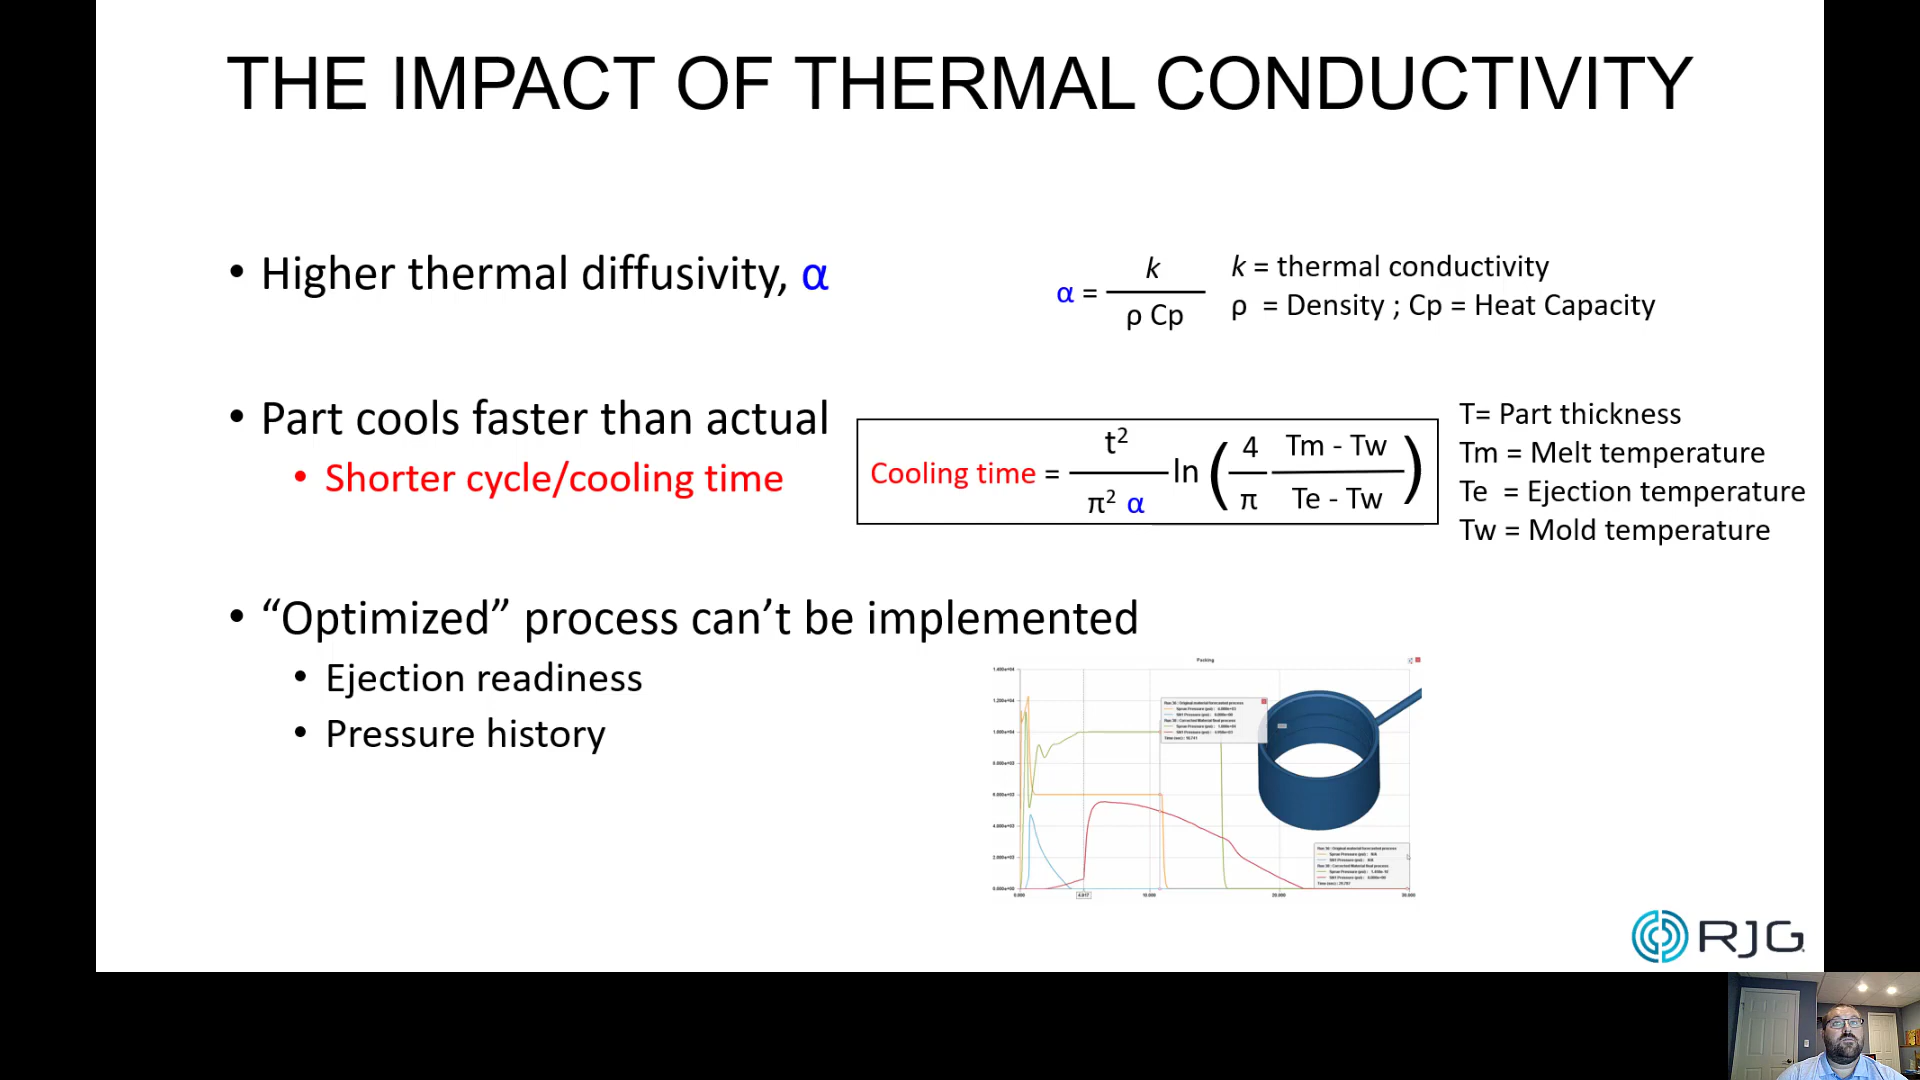 THE IMPACT OF THERMAL CONDUCTIVITY
• Higher thermal diffusivity, α
α = k / ρ Cp
k = thermal conductivity
ρ = Density ; Cp = Heat Capacity
• Part cools faster than actual
• Shorter cycle/cooling time
Cooling time = t² / π² α ln ( 4 / π Tm - Tw / Te - Tw )
T= Part thickness
Tm = Melt temperature
Te = Ejection temperature
Tw = Mold temperature
• “Optimized” process can’t be implemented
• Ejection readiness
• Pressure history
Packing
RJG